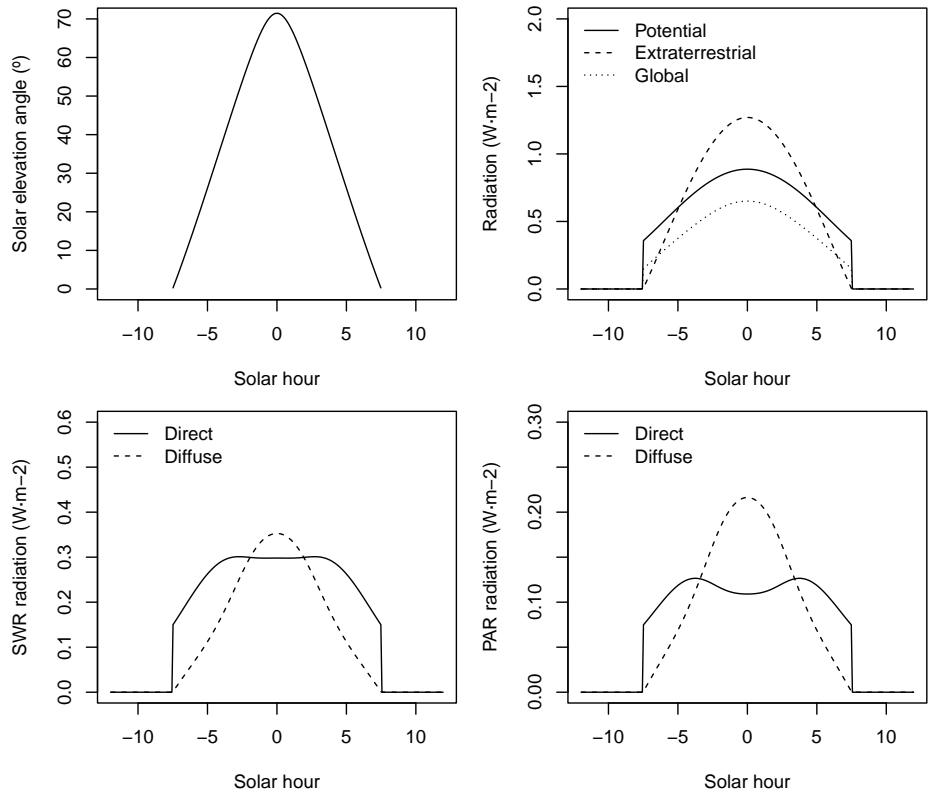 Solar elevation angle (º)
0 10 20 30 40 50 60 70
−10 −5 0 5 10
Solar hour
Radiation (W·m−2)
0.0 0.5 1.0 1.5 2.0
Potential
Extraterrestrial
Global
−10 −5 0 5 10
Solar hour
SWR radiation (W·m−2)
0.0 0.1 0.2 0.3 0.4 0.5 0.6
Direct
Diffuse
−10 −5 0 5 10
Solar hour
PAR radiation (W·m−2)
0.00 0.10 0.20 0.30
Direct
Diffuse
−10 −5 0 5 10
Solar hour